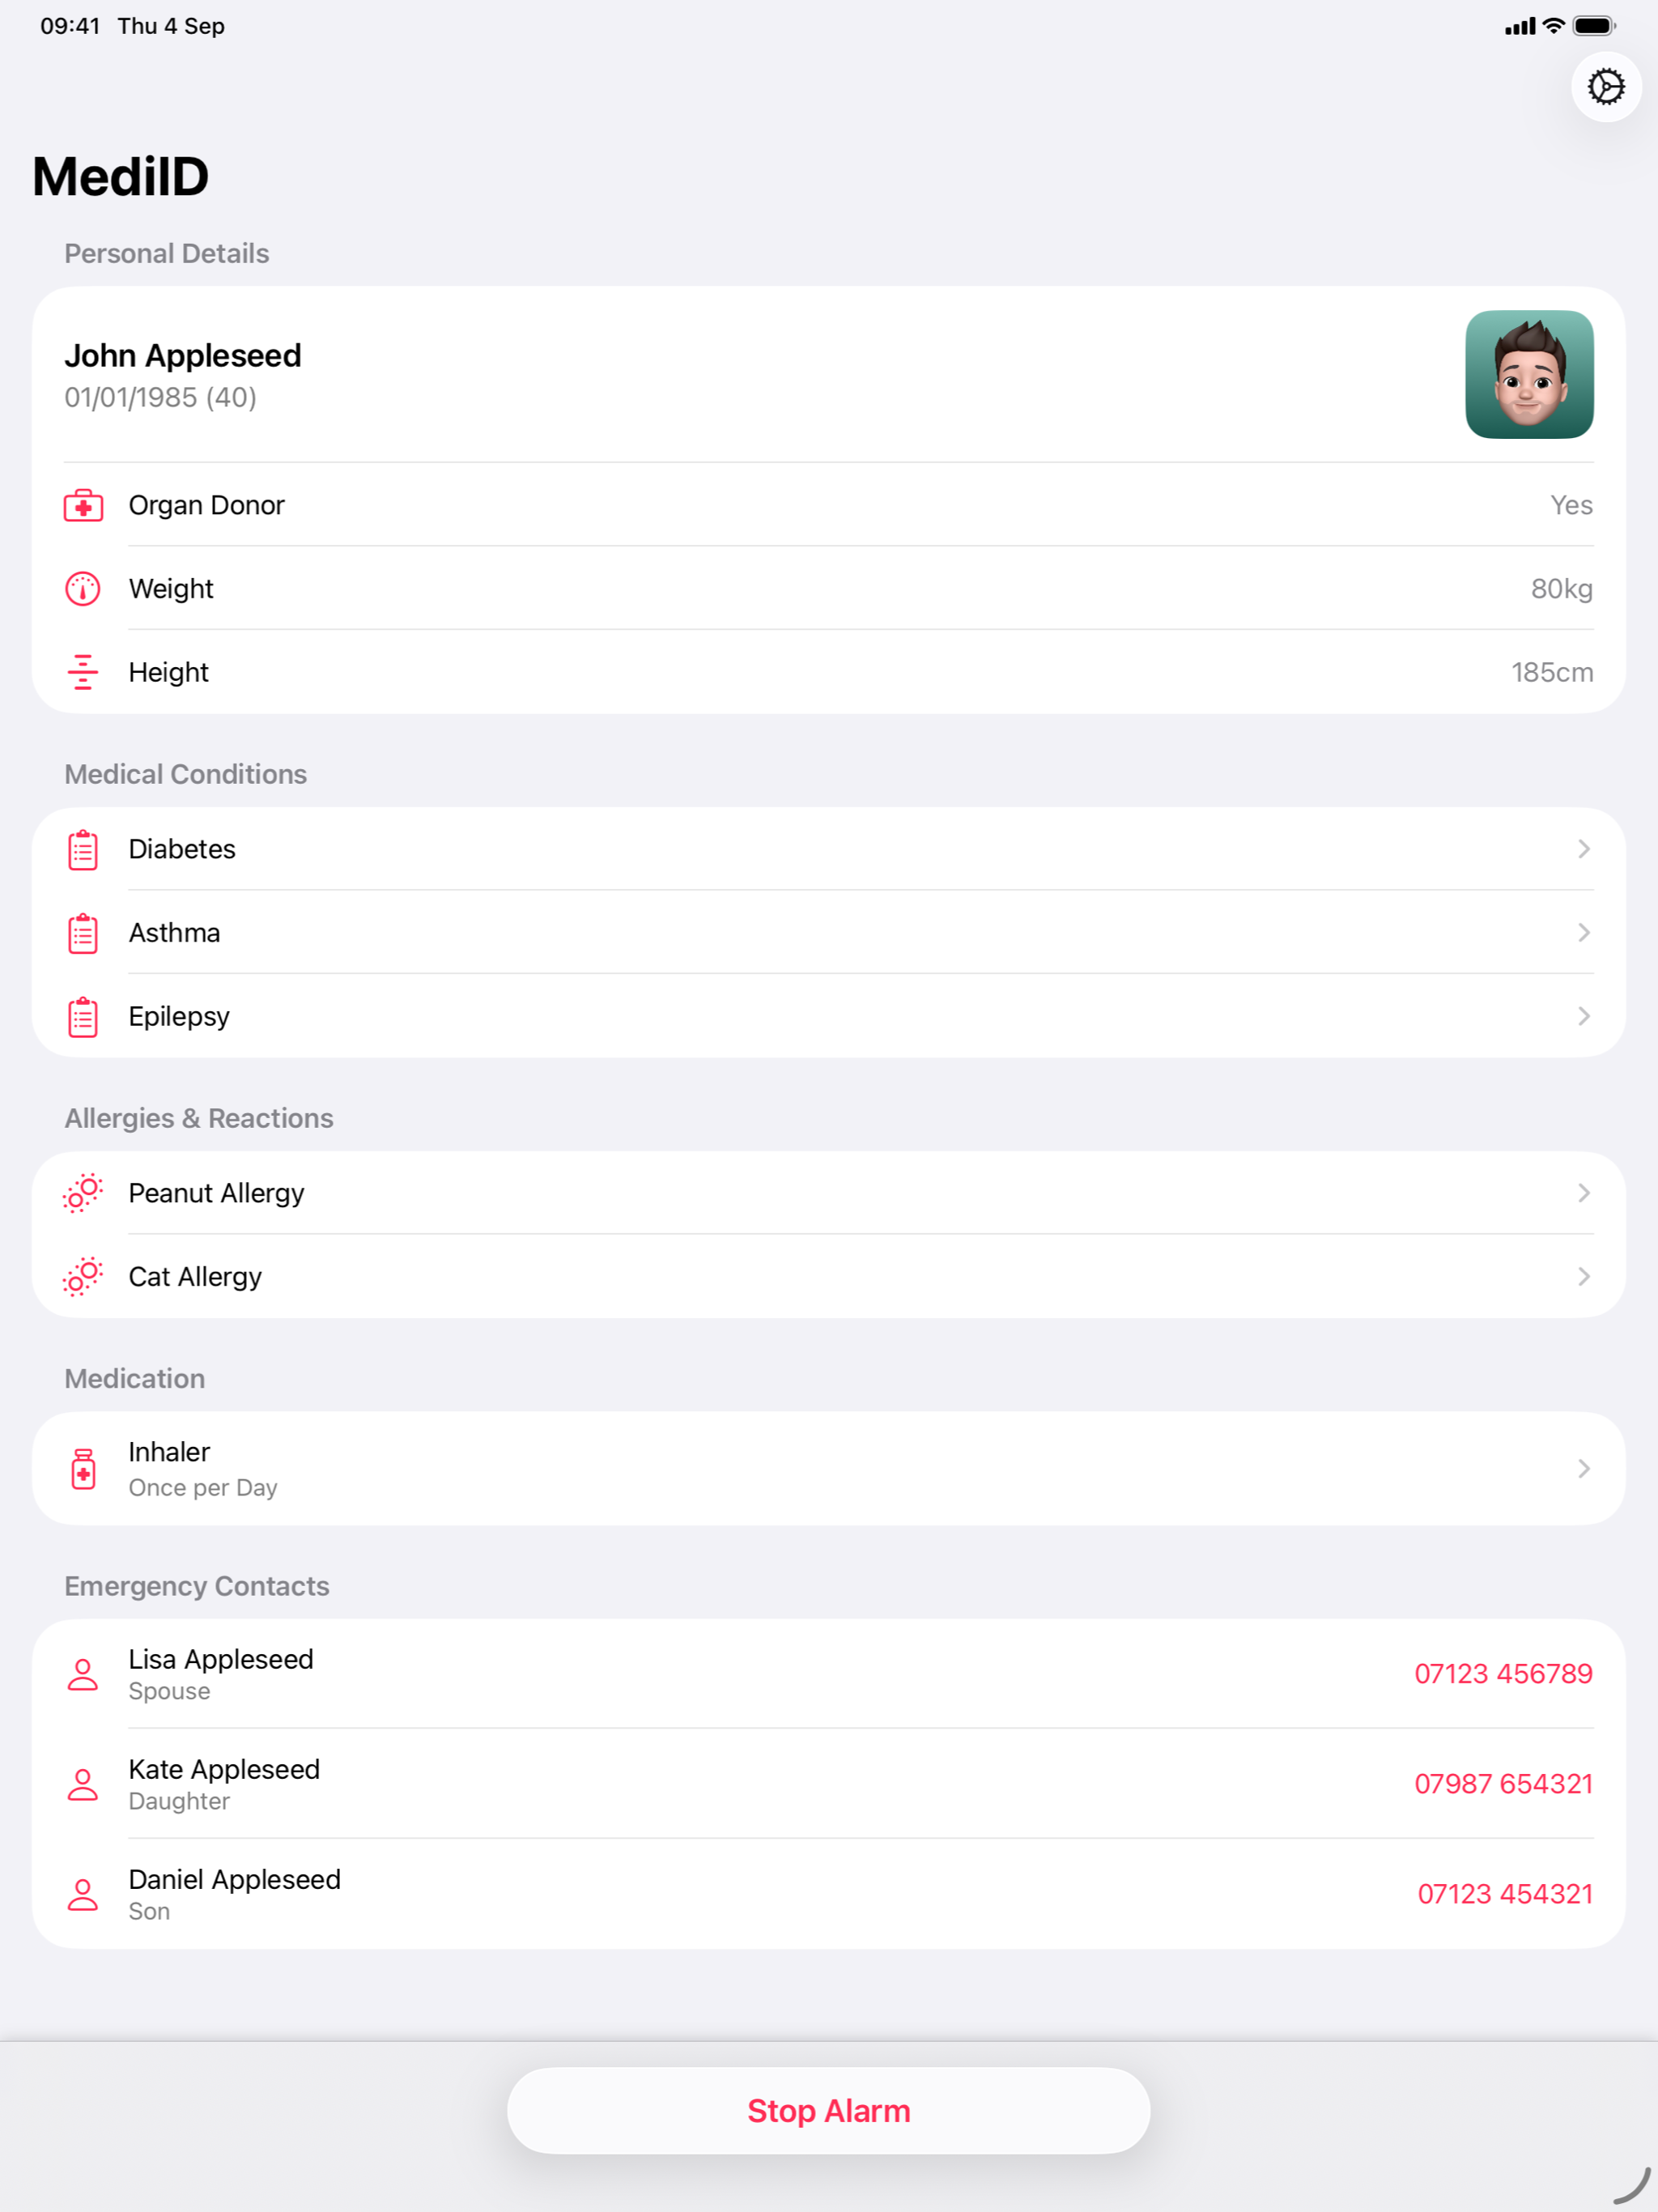 09:41 Thu 4 Sep
MediID
Personal Details
John Appleseed
01/01/1985 (40)
Organ Donor Yes
Weight 80kg
Height 185cm
Medical Conditions
Diabetes
Asthma
Epilepsy
Allergies & Reactions
Peanut Allergy
Cat Allergy
Medication
Inhaler
Once per Day
Emergency Contacts
Lisa Appleseed
Spouse
07123 456789
Kate Appleseed
Daughter
07987 654321
Daniel Appleseed
Son
07123 454321
Stop Alarm